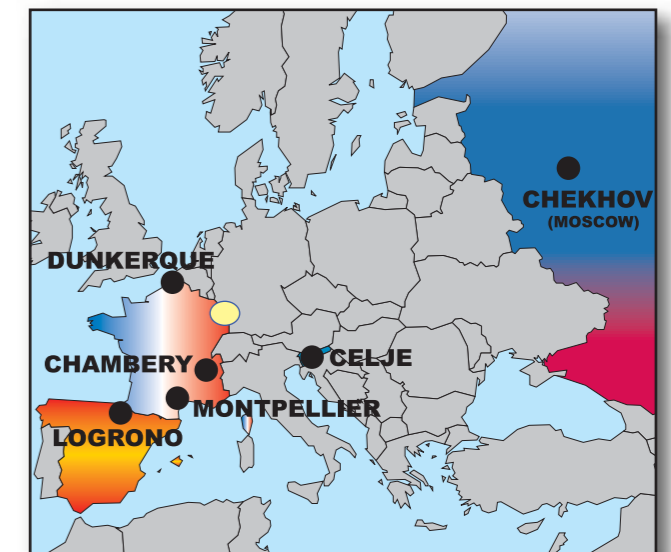 CHEKHOV
(MOSCOW)
DUNKERQUE
CHAMBERY
CELJE
MONTPELLIER
LOGRONO